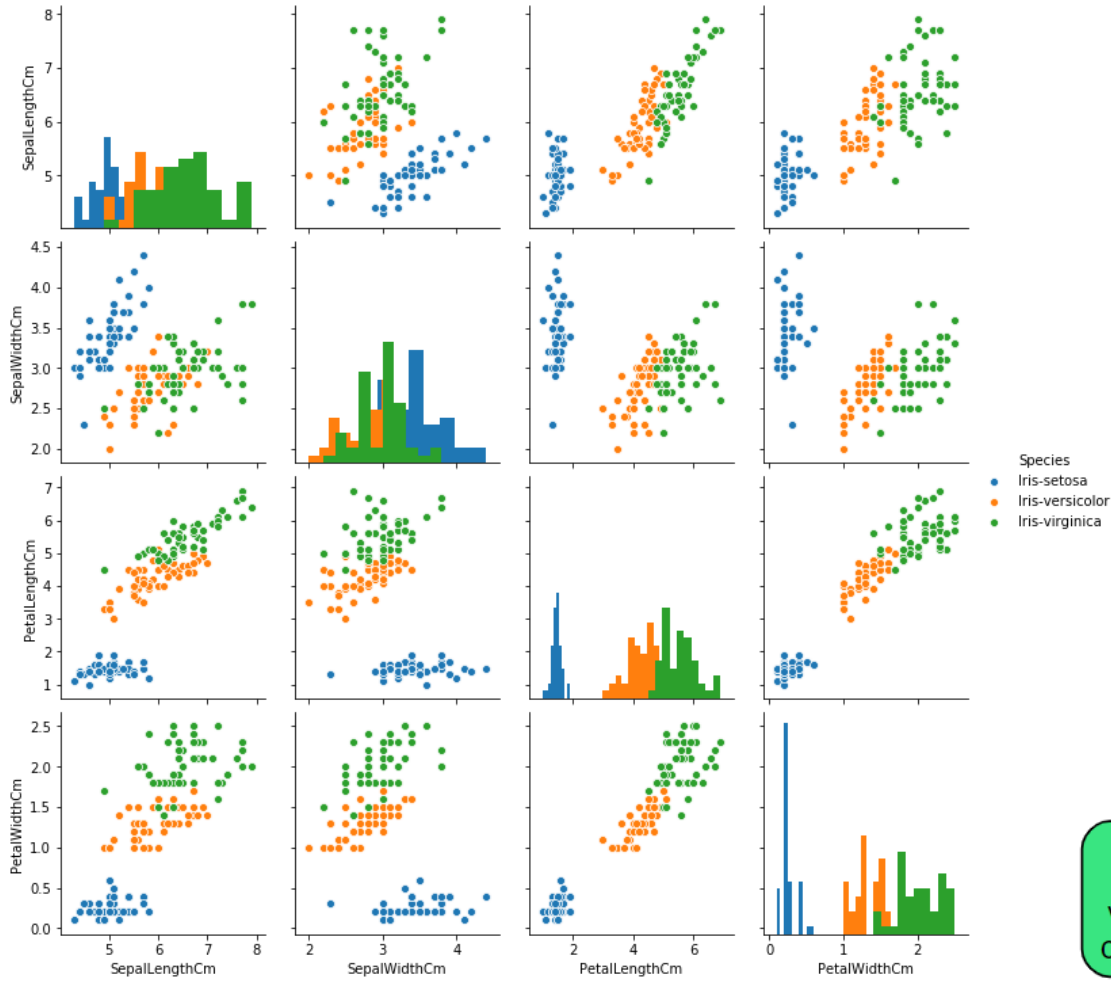 8
7
6
5
SepalLengthCm
4.5
4.0
3.5
3.0
2.5
2.0
SepalWidthCm
Species
Iris-setosa
Iris-versicolor
Iris-virginica
7
6
5
4
3
2
1
PetalLengthCm
2.5
2.0
1.5
1.0
0.5
0.0
PetalWidthCm
5 6 7 8
2 3 4
2 4 6
0 1 2
SepalLengthCm SepalWidthCm PetalLengthCm PetalWidthCm